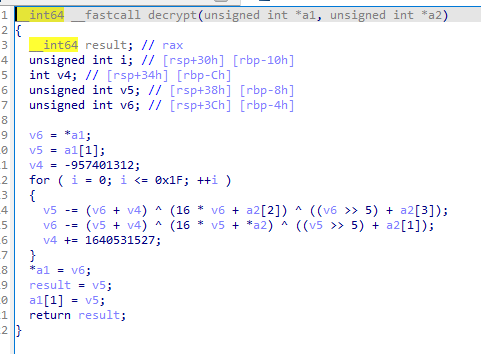 1 __int64 __fastcall decrypt(unsigned int *a1, unsigned int *a2)
2 {
3 __int64 result; // rax
4 unsigned int i; // [rsp+30h] [rbp-10h]
5 int v4; // [rsp+34h] [rbp-Ch]
6 unsigned int v5; // [rsp+38h] [rbp-8h]
7 unsigned int v6; // [rsp+3Ch] [rbp-4h]
8
9 v6 = *a1;
0 v5 = a1[1];
1 v4 = -957401312;
2 for ( i = 0; i <= 0x1F; ++i )
3 {
4 v5 -= (v6 + v4) ^ (16 * v6 + a2[2]) ^ ((v6 >> 5) + a2[3]);
5 v6 -= (v5 + v4) ^ (16 * v5 + *a2) ^ ((v5 >> 5) + a2[1]);
6 v4 += 1640531527;
7 }
8 *a1 = v6;
9 result = v5;
0 a1[1] = v5;
1 return result;
2 }